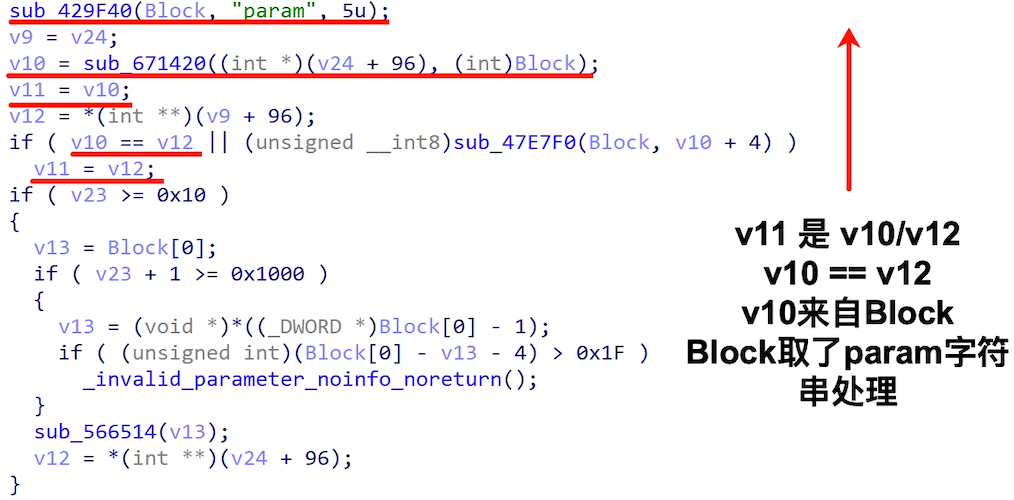 sub_429F40(Block, "param", 5u);
v9 = v24;
v10 = sub_671420((int *)(v24 + 96), (int)Block);
v11 = v10;
v12 = *(int **)(v9 + 96);
if ( v10 == v12 || (unsigned __int8)sub_47E7F0(Block, v10 + 4) )
v11 = v12;
if ( v23 >= 0x10 )
{
v13 = Block[0];
if ( v23 + 1 >= 0x1000 )
{
v13 = (void *)*((_DWORD *)Block[0] - 1);
if ( (unsigned int)(Block[0] - v13 - 4) > 0x1F )
_invalid_parameter_noinfo_noreturn();
}
sub_566514(v13);
v12 = *(int **)(v24 + 96);
}
v11 是 v10/v12
v10 == v12
v10来自Block
Block取了param字符
串处理